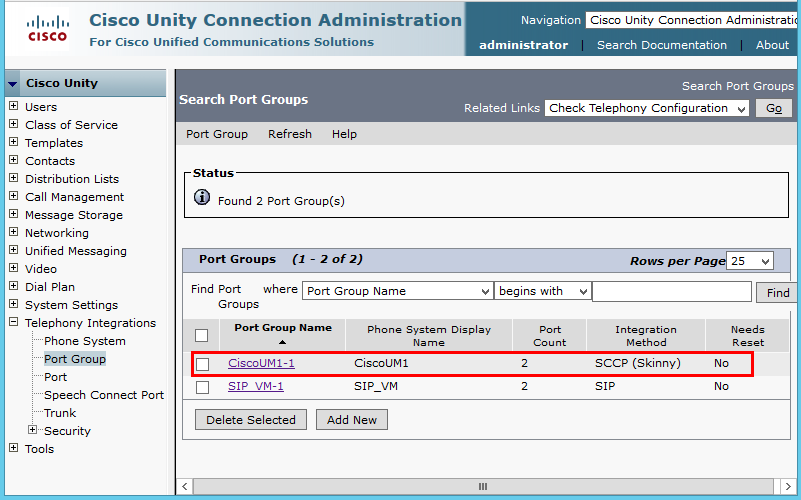 Cisco Unity Connection Administration
Navigation Cisco Unity Connection Administratio
CISCO
For Cisco Unified Communications Solutions
administrator | Search Documentation | About
Cisco Unity
Users
Class of Service
Templates
Contacts
Distribution Lists
Call Management
Message Storage
Networking
Unified Messaging
Video
Dial Plan
System Settings
Telephony Integrations
Phone System
Port Group
Port
Speech Connect Port
Trunk
Security
Tools
Search Port Groups
Search Port Groups
Related Links Check Telephony Configuration Go
Port Group Refresh Help
Status
Found 2 Port Group(s)
Port Groups (1 - 2 of 2) Rows per Page 25
Find Port Groups where Port Group Name begins with Find
Port Group Name Phone System Display Name Port Count Integration Method Needs Reset
CiscoUM1-1 CiscoUM1 2 SCCP (Skinny) No
SIP_VM-1 SIP_VM 2 SIP No
Delete Selected Add New